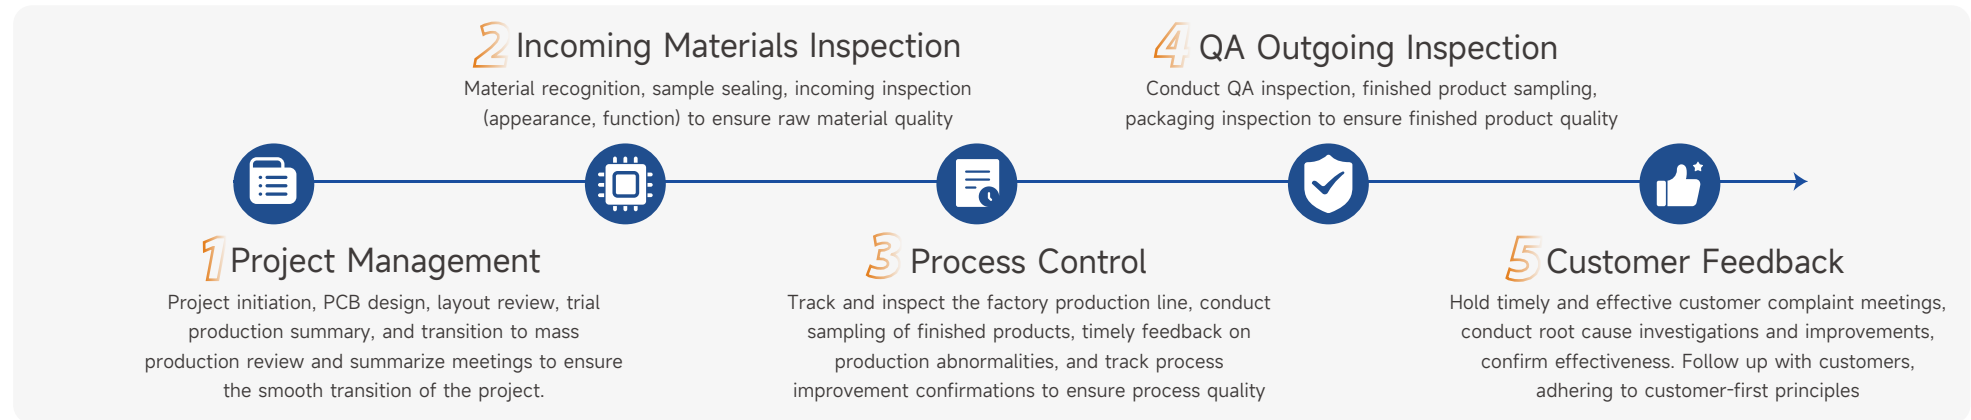 1 Project Management
Project initiation, PCB design, layout review, trial
production summary, and transition to mass
production review and summarize meetings to ensure
the smooth transition of the project.
2 Incoming Materials Inspection
Material recognition, sample sealing, incoming inspection
(appearance, function) to ensure raw material quality
3 Process Control
Track and inspect the factory production line, conduct
sampling of finished products, timely feedback on
production abnormalities, and track process
improvement confirmations to ensure process quality
4 QA Outgoing Inspection
Conduct QA inspection, finished product sampling,
packaging inspection to ensure finished product quality
5 Customer Feedback
Hold timely and effective customer complaint meetings,
conduct root cause investigations and improvements,
confirm effectiveness. Follow up with customers,
adhering to customer-first principles